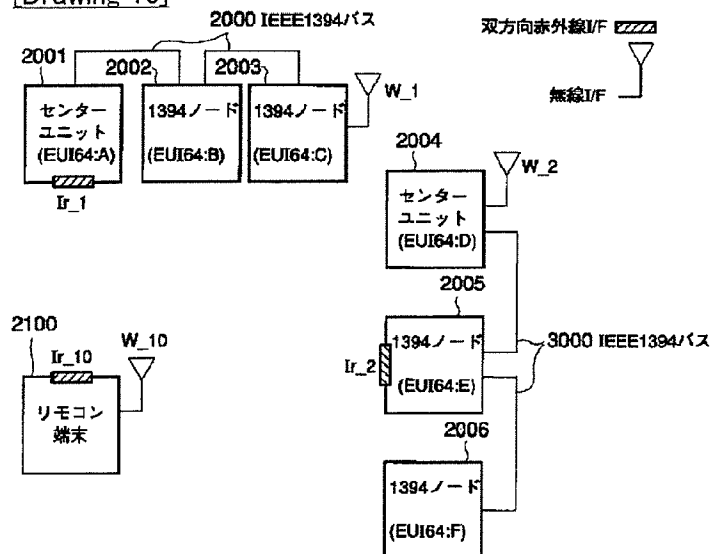 [Drawing 10]
2000 IEEE1394バス
双方向赤外線I/F
無線I/F
2001
2002
2003
W_1
センター
ユニット
(EUI64:A)
1394ノード
(EUI64:B)
1394ノード
(EUI64:C)
Ir_1
2004
W_2
センター
ユニット
(EUI64:D)
2005
1394ノード
(EUI64:E)
Ir_2
3000 IEEE1394バス
2100
Ir_10
W_10
リモコン
端末
2006
1394ノード
(EUI64:F)